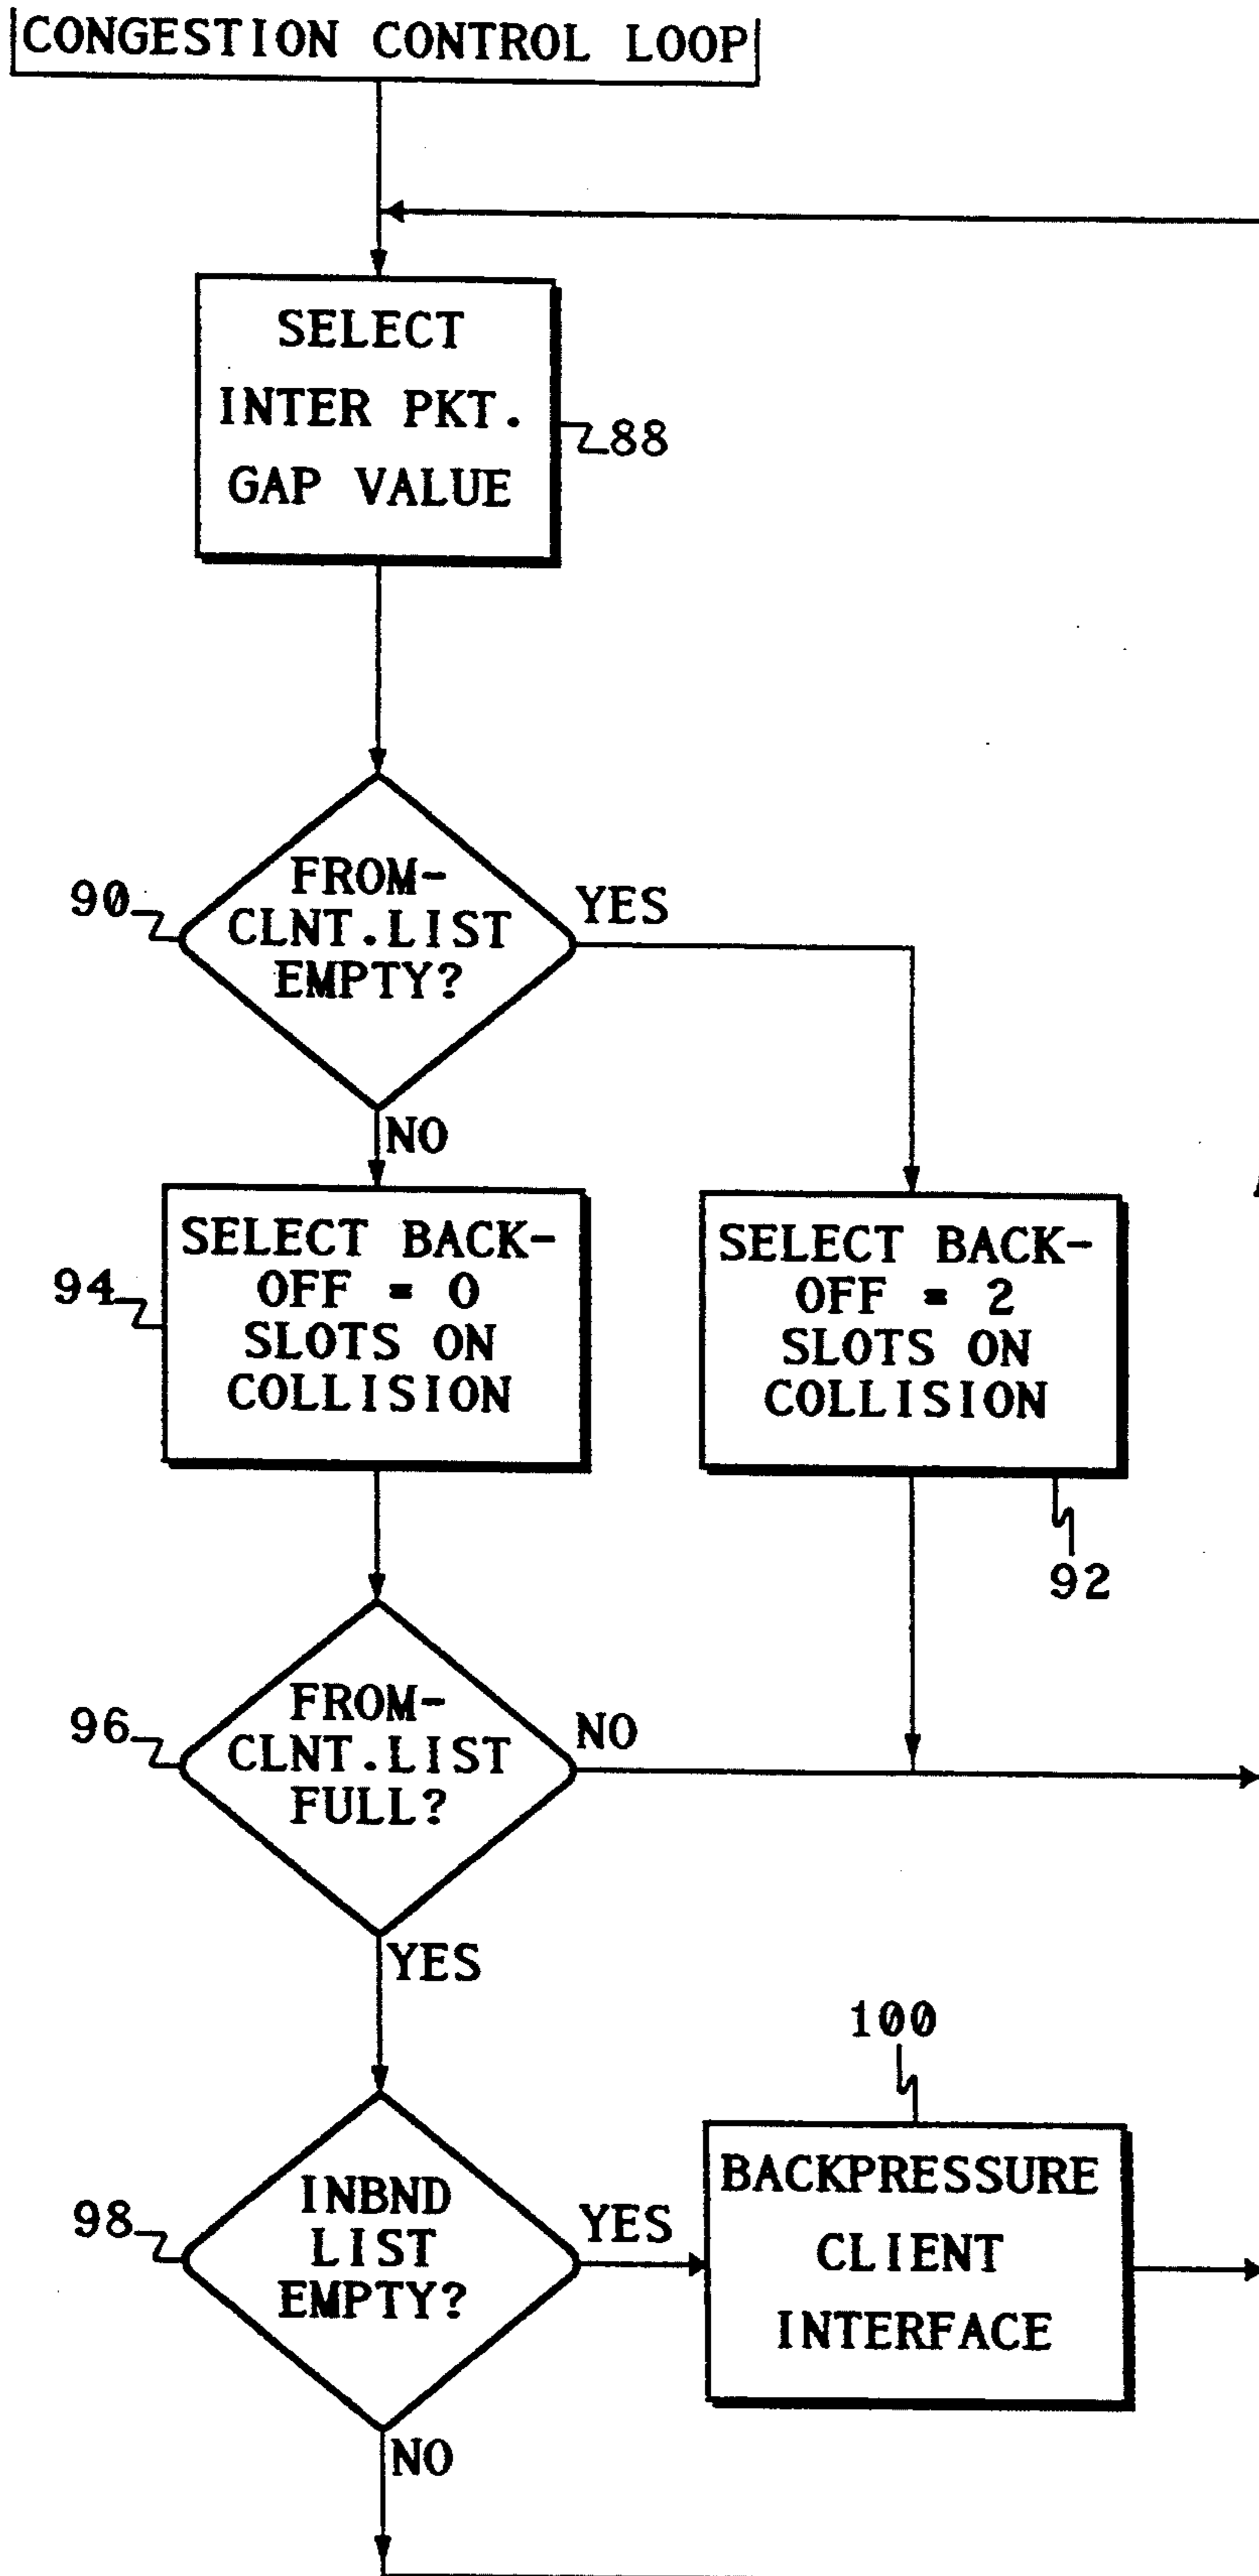 CONGESTION CONTROL LOOP
SELECT
INTER PKT.
GAP VALUE
88
90
FROM-
CLNT.LIST
EMPTY?
YES
NO
94
SELECT BACK-
OFF = 0
SLOTS ON
COLLISION
SELECT BACK-
OFF = 2
SLOTS ON
COLLISION
92
96
FROM-
CLNT.LIST
FULL?
NO
YES
100
98
INBND
LIST
EMPTY?
YES
BACKPRESSURE
CLIENT
INTERFACE
NO